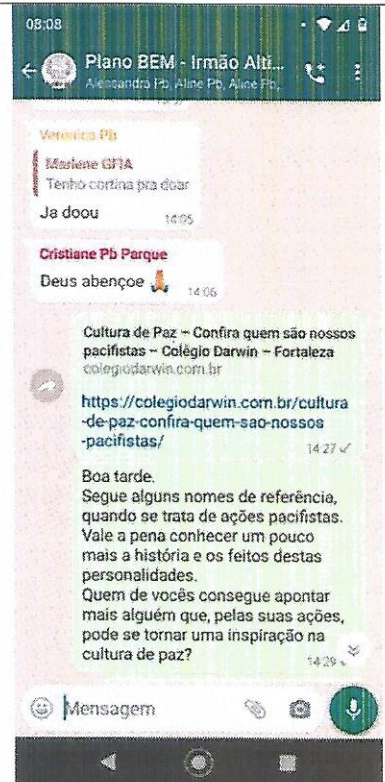 08:08
Plano BEM - Irmão Alti...
Alessandra Pb, Aline Pb, Aline Pb,
Veronica Pb
Marlene GFIA
Tenho cortina pra doar
Ja doou
14:05
Cristiane Pb Parque
Deus abençoe 🙏
14:06
Cultura de Paz – Confira quem são nossos
pacifistas – Colégio Darwin – Fortaleza
colegiodarwin.com.br
https://colegiodarwin.com.br/cultura
-de-paz-confira-quem-sao-nossos
-pacifistas/
14:27
Boa tarde.
Segue alguns nomes de referência,
quando se trata de ações pacifistas.
Vale a pena conhecer um pouco
mais a história e os feitos destas
personalidades.
Quem de vocês consegue apontar
mais alguém que, pelas suas ações,
pode se tornar uma inspiração na
cultura de paz?
14:29
Mensagem